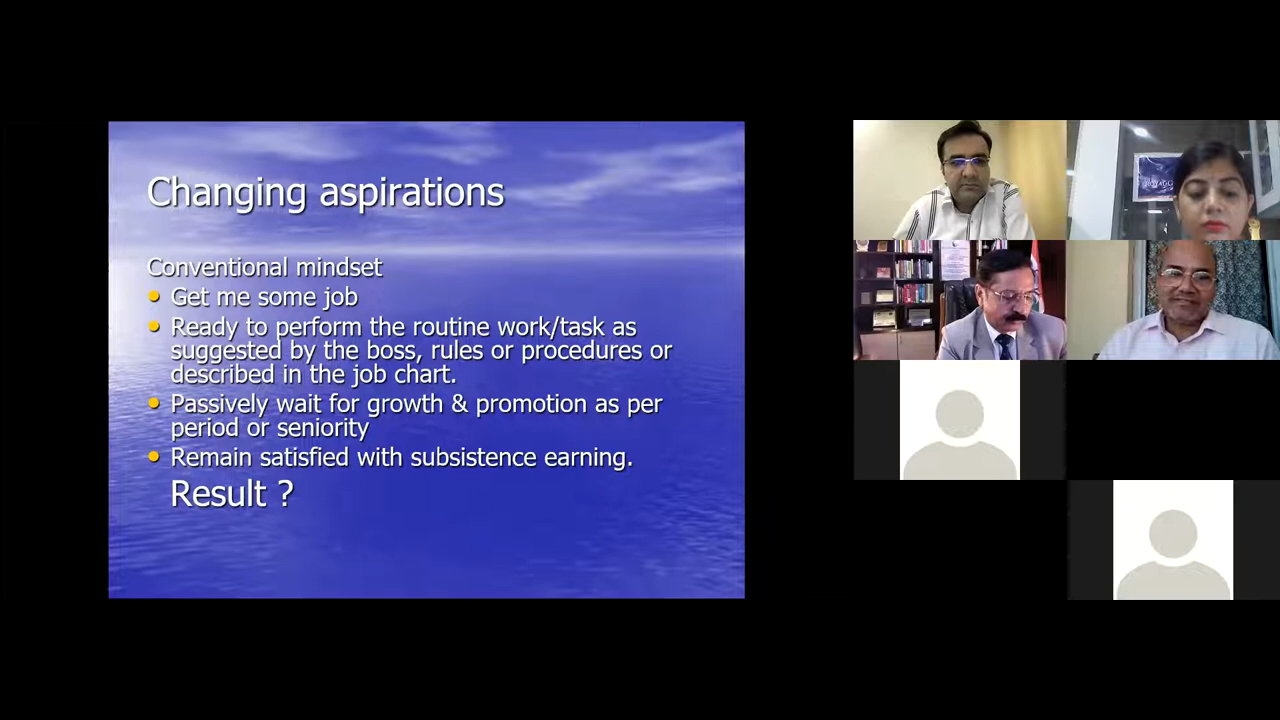 Changing aspirations
Conventional mindset
Get me some job
Ready to perform the routine work/task as
suggested by the boss, rules or procedures or
described in the job chart.
Passively wait for growth & promotion as per
period or seniority
Remain satisfied with subsistence earning.
Result ?